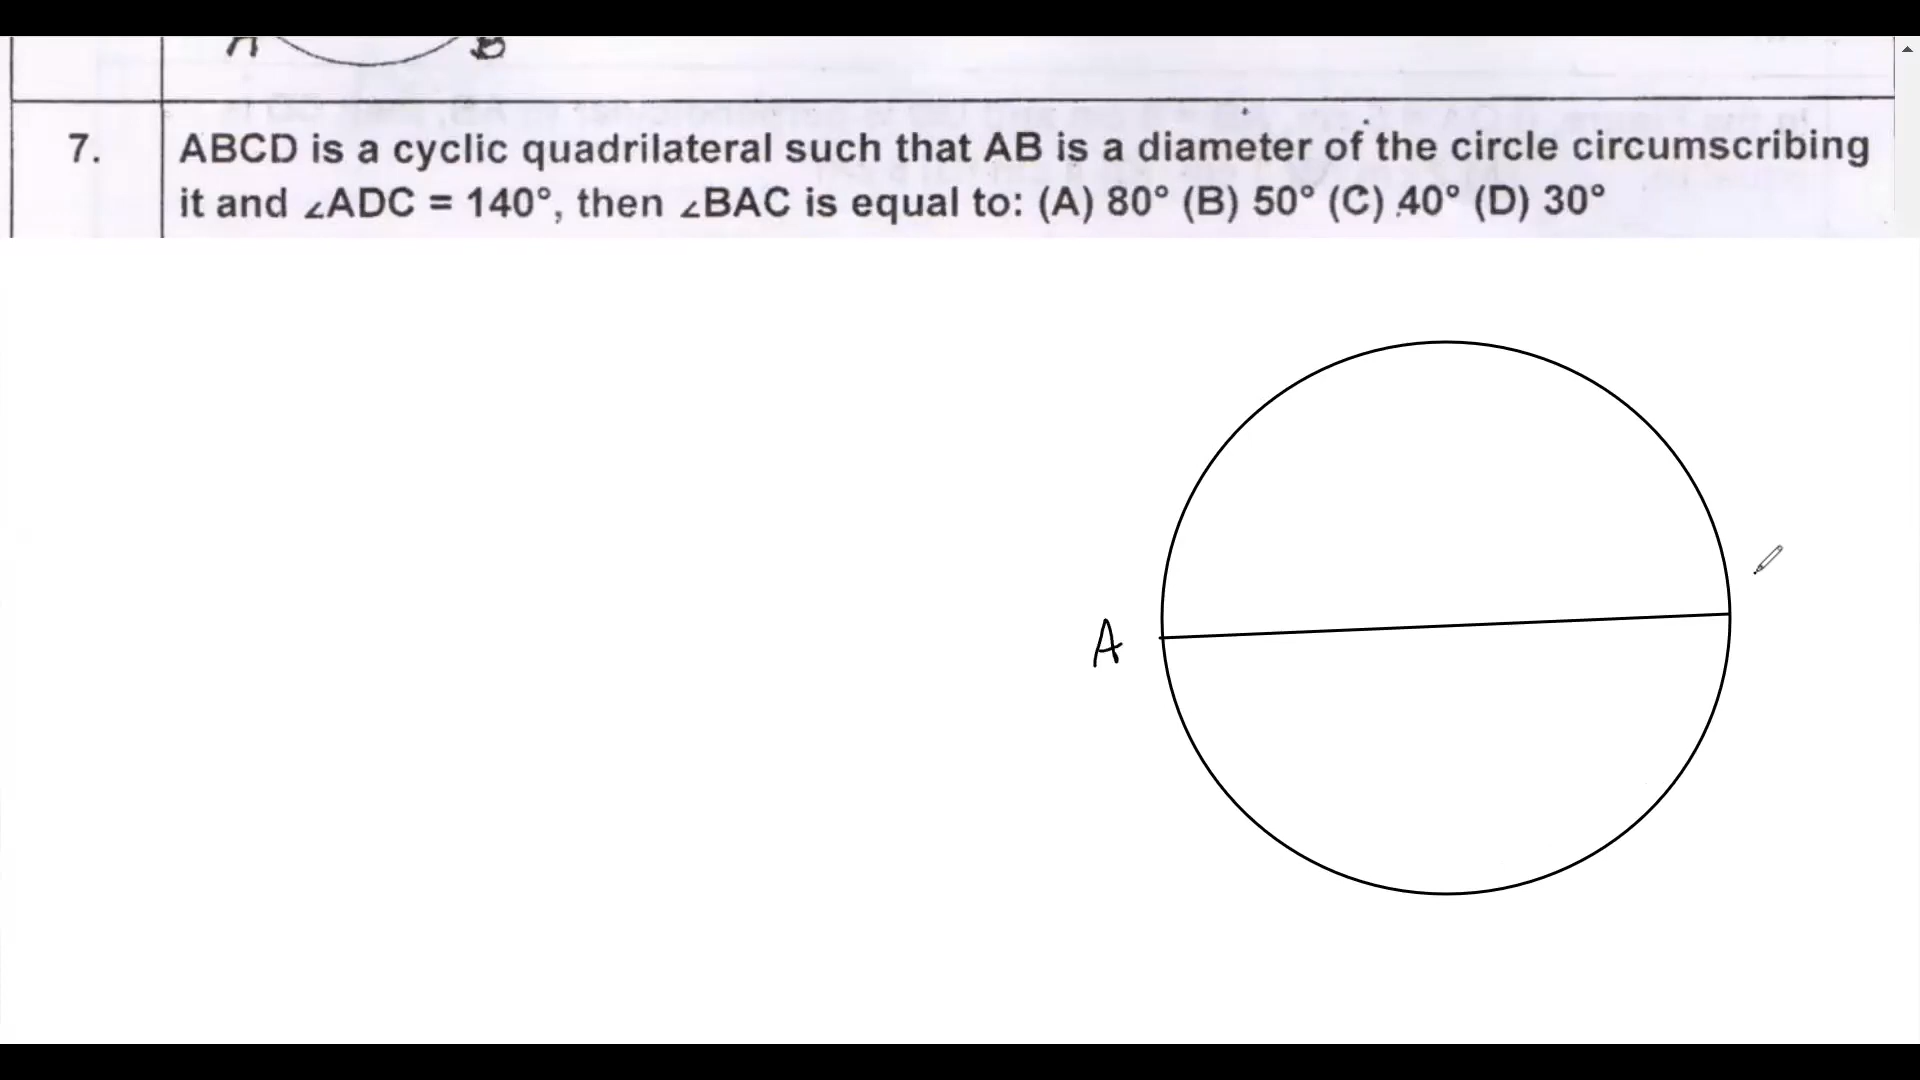 A B
7.
ABCD is a cyclic quadrilateral such that AB is a diameter of the circle circumscribing
it and ∠ADC = 140°, then ∠BAC is equal to: (A) 80° (B) 50° (C) 40° (D) 30°
A